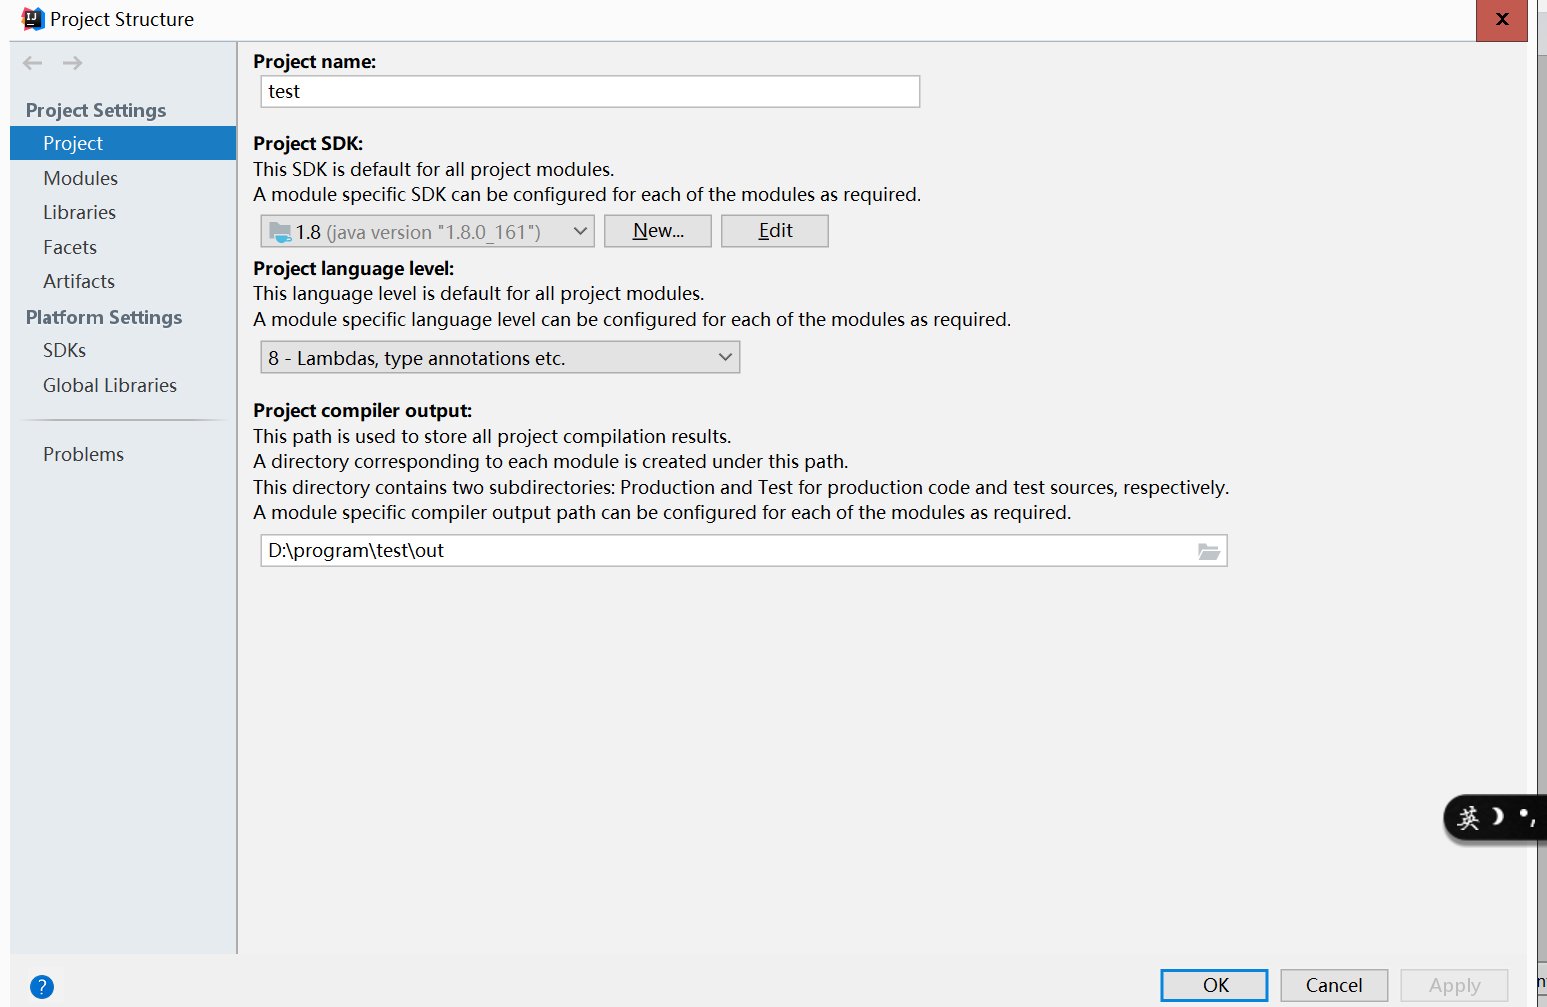 Project Structure
x
Project Settings
Project
Modules
Libraries
Facets
Artifacts
Platform Settings
SDKs
Global Libraries
Problems
Project name:
test
Project SDK:
This SDK is default for all project modules.
A module specific SDK can be configured for each of the modules as required.
1.8 (java version "1.8.0_161")
New...
Edit
Project language level:
This language level is default for all project modules.
A module specific language level can be configured for each of the modules as required.
8 - Lambdas, type annotations etc.
Project compiler output:
This path is used to store all project compilation results.
A directory corresponding to each module is created under this path.
This directory contains two subdirectories: Production and Test for production code and test sources, respectively.
A module specific compiler output path can be configured for each of the modules as required.
D:\program\test\out
英
?
OK
Cancel
Apply